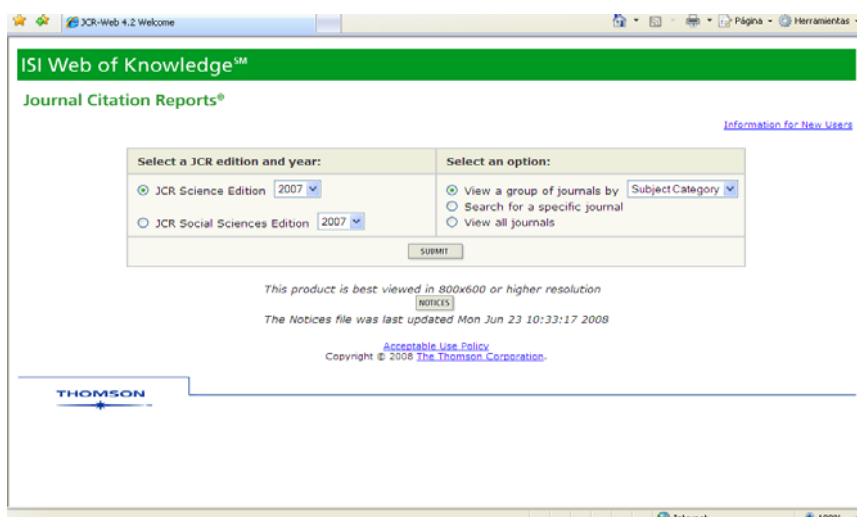 JCR-Web 4.2 Welcome
Página
Herramientas
ISI Web of Knowledge℠
Journal Citation Reports®
Information for New Users
Select a JCR edition and year:
Select an option:
JCR Science Edition 2007
View a group of journals by Subject Category
Search for a specific journal
JCR Social Sciences Edition 2007
View all journals
SUBMIT
This product is best viewed in 800x600 or higher resolution
NOTICES
The Notices file was last updated Mon Jun 23 10:33:17 2008
Acceptable Use Policy
Copyright © 2008 The Thomson Corporation.
THOMSON